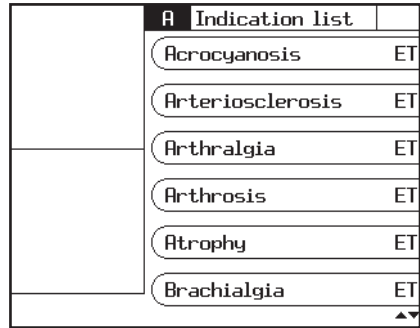 A Indication list
Acrocyanosis ET
Arteriosclerosis ET
Arthralgia ET
Arthrosis ET
Atrophy ET
Brachialgia ET